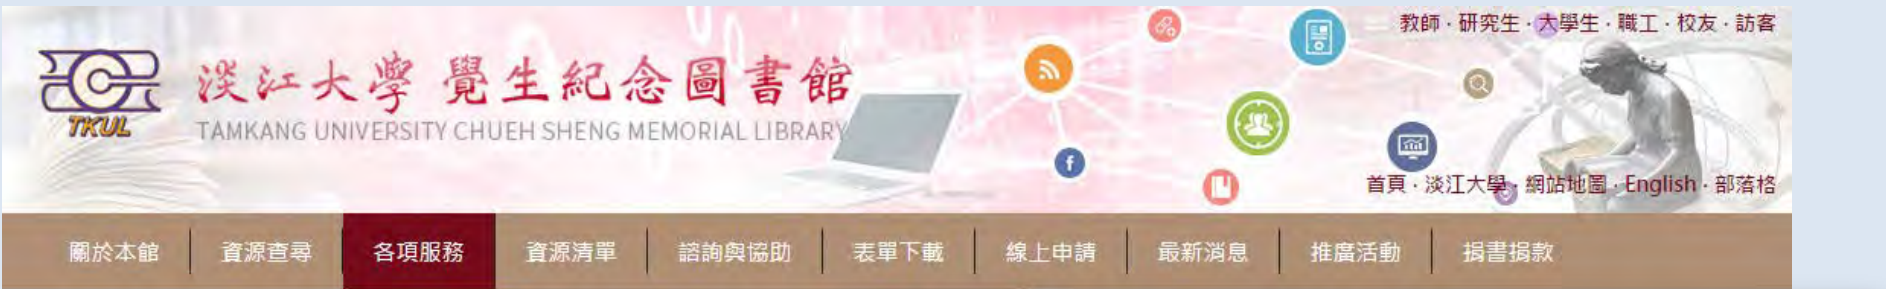 教師 · 研究生 · 大學生 · 職工 · 校友 · 訪客
淡江大學 覺生紀念圖書館
TKUL
TAMKANG UNIVERSITY CHUEH SHENG MEMORIAL LIBRARY
首頁 · 淡江大學 · 網站地圖 · English · 部落格
關於本館 資源查尋 各項服務 資源清單 諮詢與協助 表單下載 線上申請 最新消息 推廣活動 捐書捐款